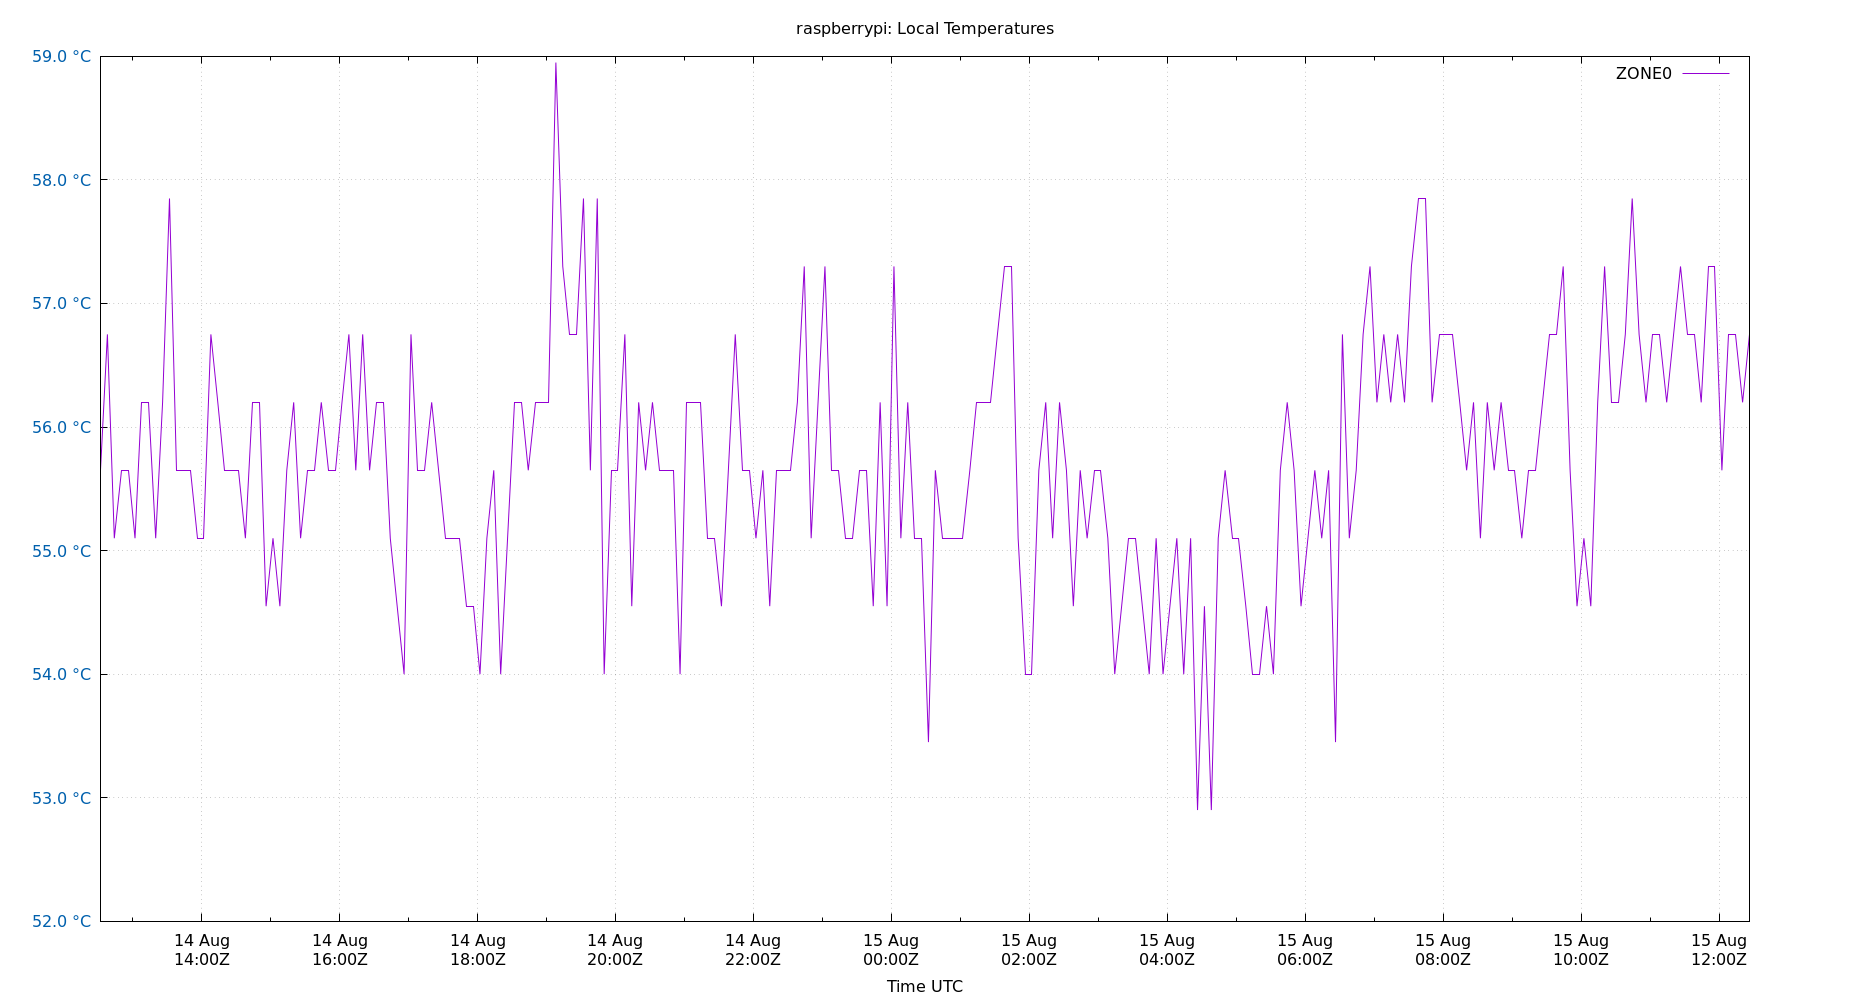 raspberrypi: Local Temperatures
59.0 °C
ZONE0
58.0 °C
57.0 °C
56.0 °C
55.0 °C
54.0 °C
53.0 °C
52.0 °C
14 Aug 14 Aug 14 Aug 14 Aug 14 Aug 15 Aug 15 Aug 15 Aug 15 Aug 15 Aug 15 Aug 15 Aug
14:00Z 16:00Z 18:00Z 20:00Z 22:00Z 00:00Z 02:00Z 04:00Z 06:00Z 08:00Z 10:00Z 12:00Z
Time UTC